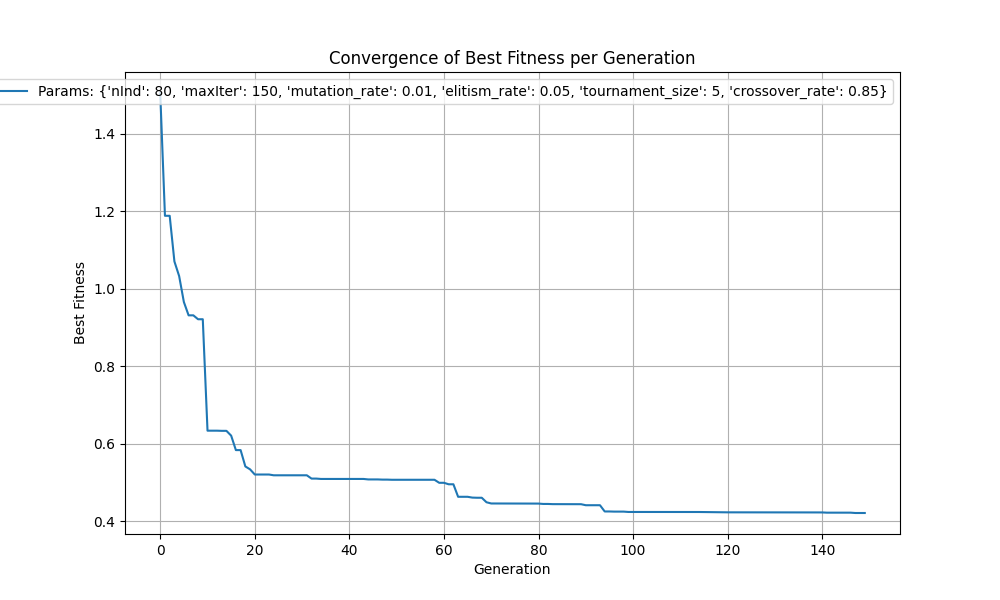 Convergence of Best Fitness per Generation
Params: {'nInd': 80, 'maxIter': 150, 'mutation_rate': 0.01, 'elitism_rate': 0.05, 'tournament_size': 5, 'crossover_rate': 0.85}
1.4
1.2
1.0
0.8
0.6
0.4
Best Fitness
0 20 40 60 80 100 120 140
Generation